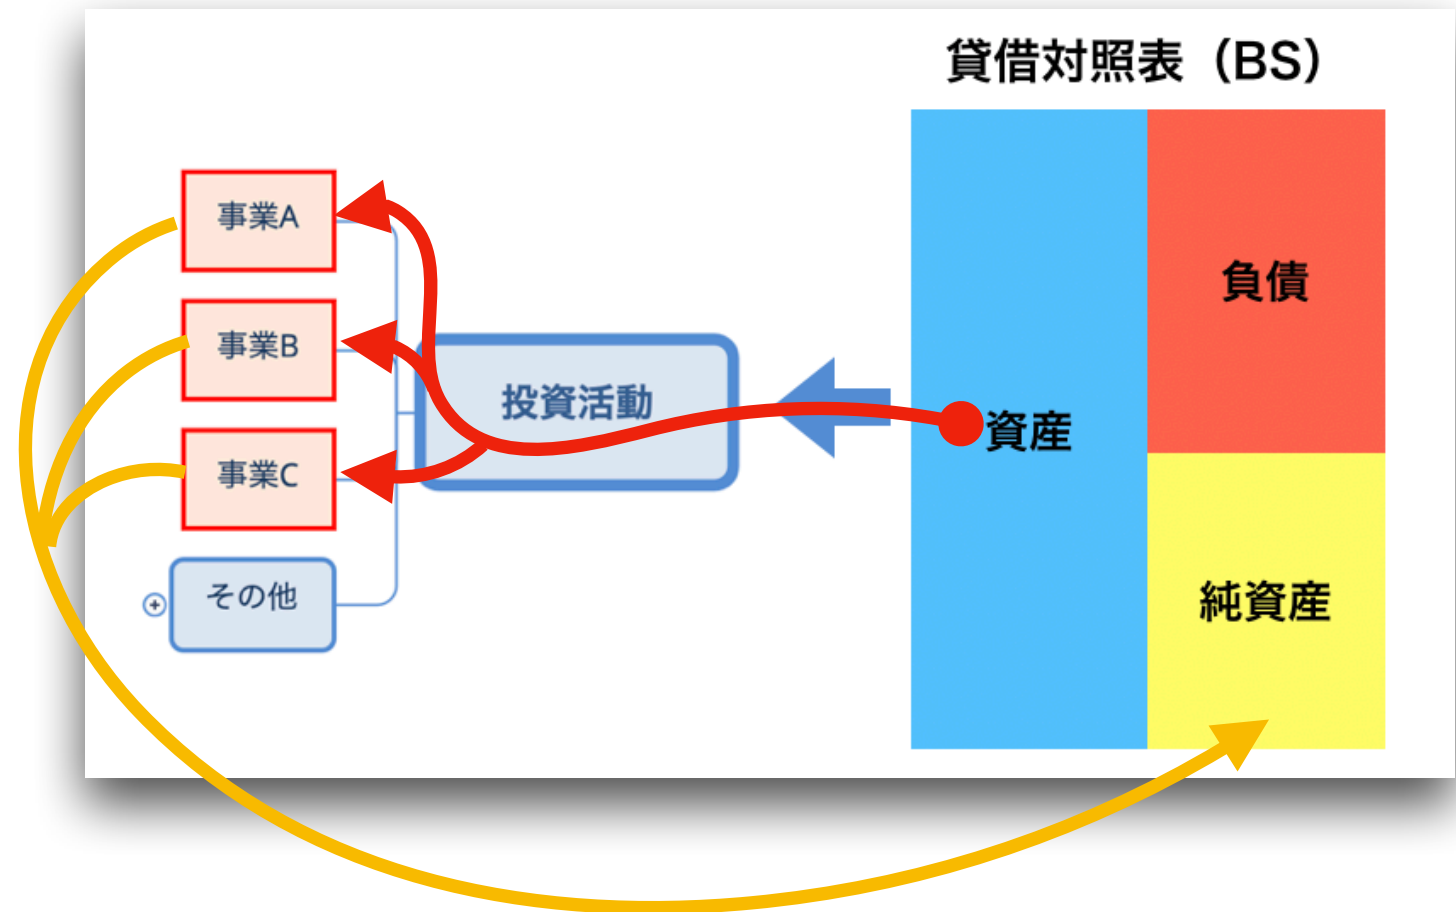 貸借対照表（BS）
事業A
事業B
事業C
その他
投資活動
資産
負債
純資産